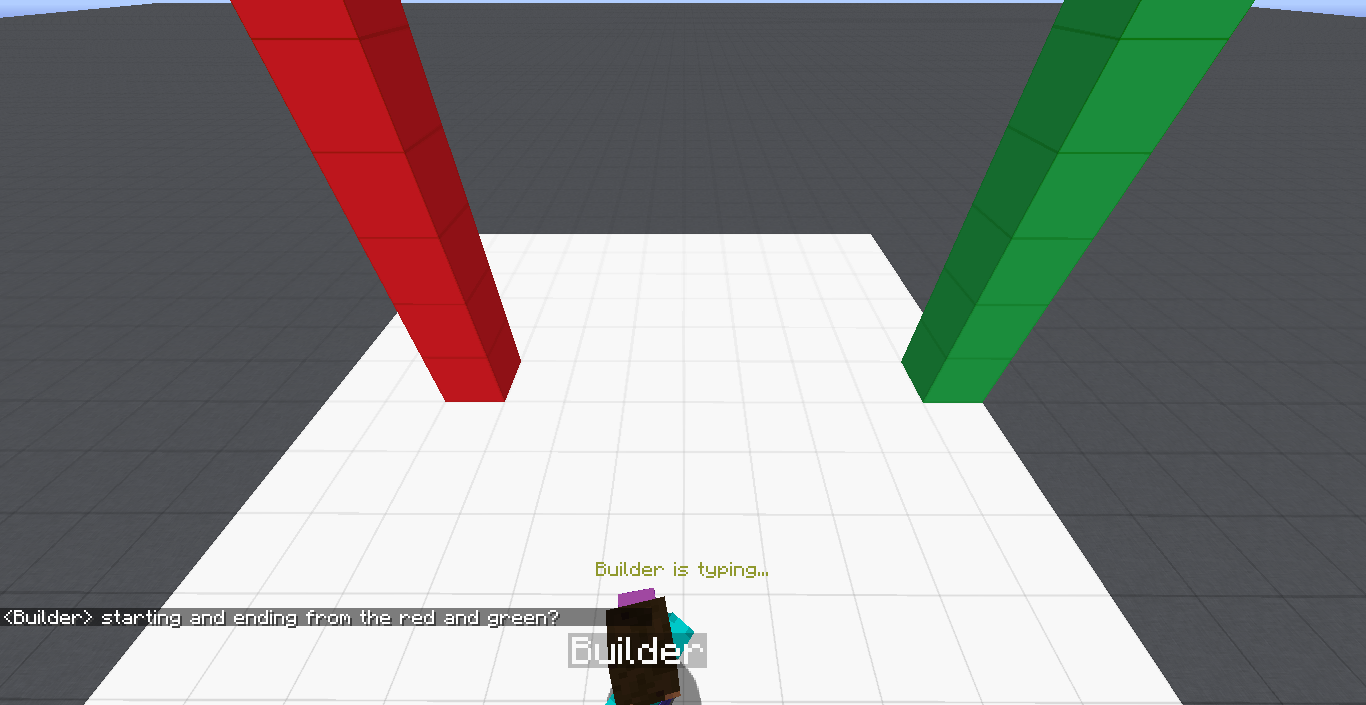 Builder is typing...
<Builder> starting and ending from the red and green?
Builder